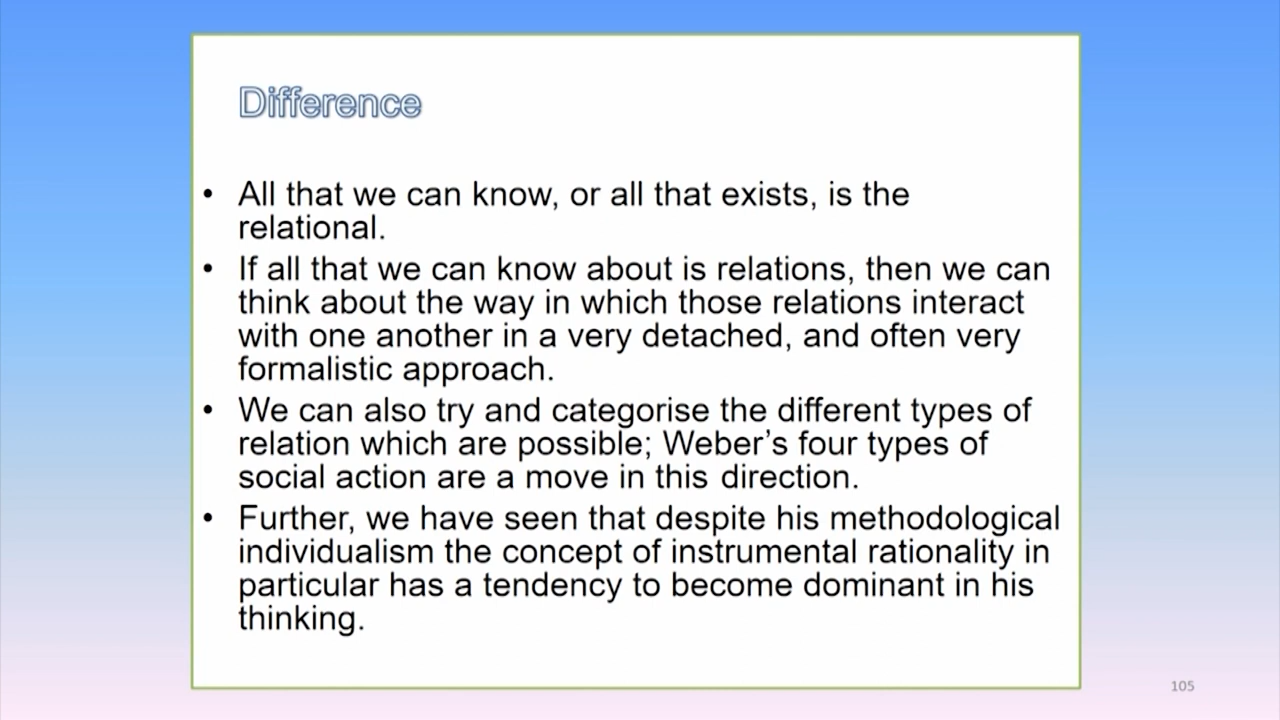 Difference
• All that we can know, or all that exists, is the
relational.
• If all that we can know about is relations, then we can
think about the way in which those relations interact
with one another in a very detached, and often very
formalistic approach.
• We can also try and categorise the different types of
relation which are possible; Weber’s four types of
social action are a move in this direction.
• Further, we have seen that despite his methodological
individualism the concept of instrumental rationality in
particular has a tendency to become dominant in his
thinking.
105